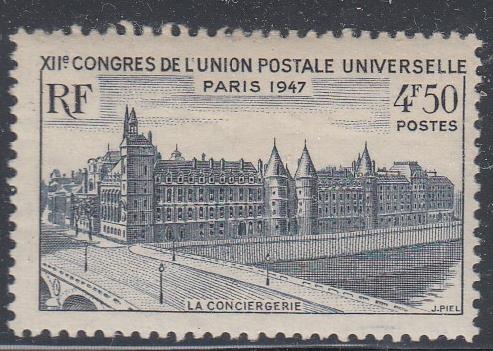 XIIe CONGRES DE L'UNION POSTALE UNIVERSELLE
PARIS 1947
RF
4F50
POSTES
LA CONCIERGERIE
J.PIEL